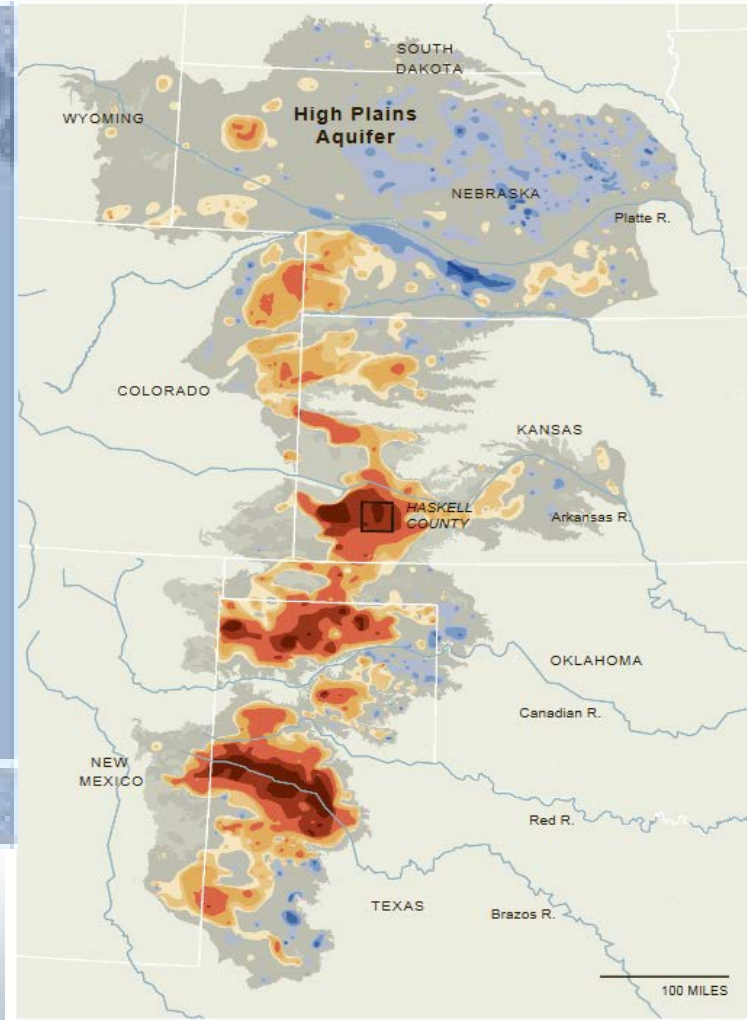 SOUTH
DAKOTA
WYOMING
High Plains
Aquifer
NEBRASKA
Platte R.
COLORADO
KANSAS
HASKELL
COUNTY
Arkansas R.
OKLAHOMA
Canadian R.
NEW
MEXICO
Red R.
TEXAS
Brazos R.
100 MILES